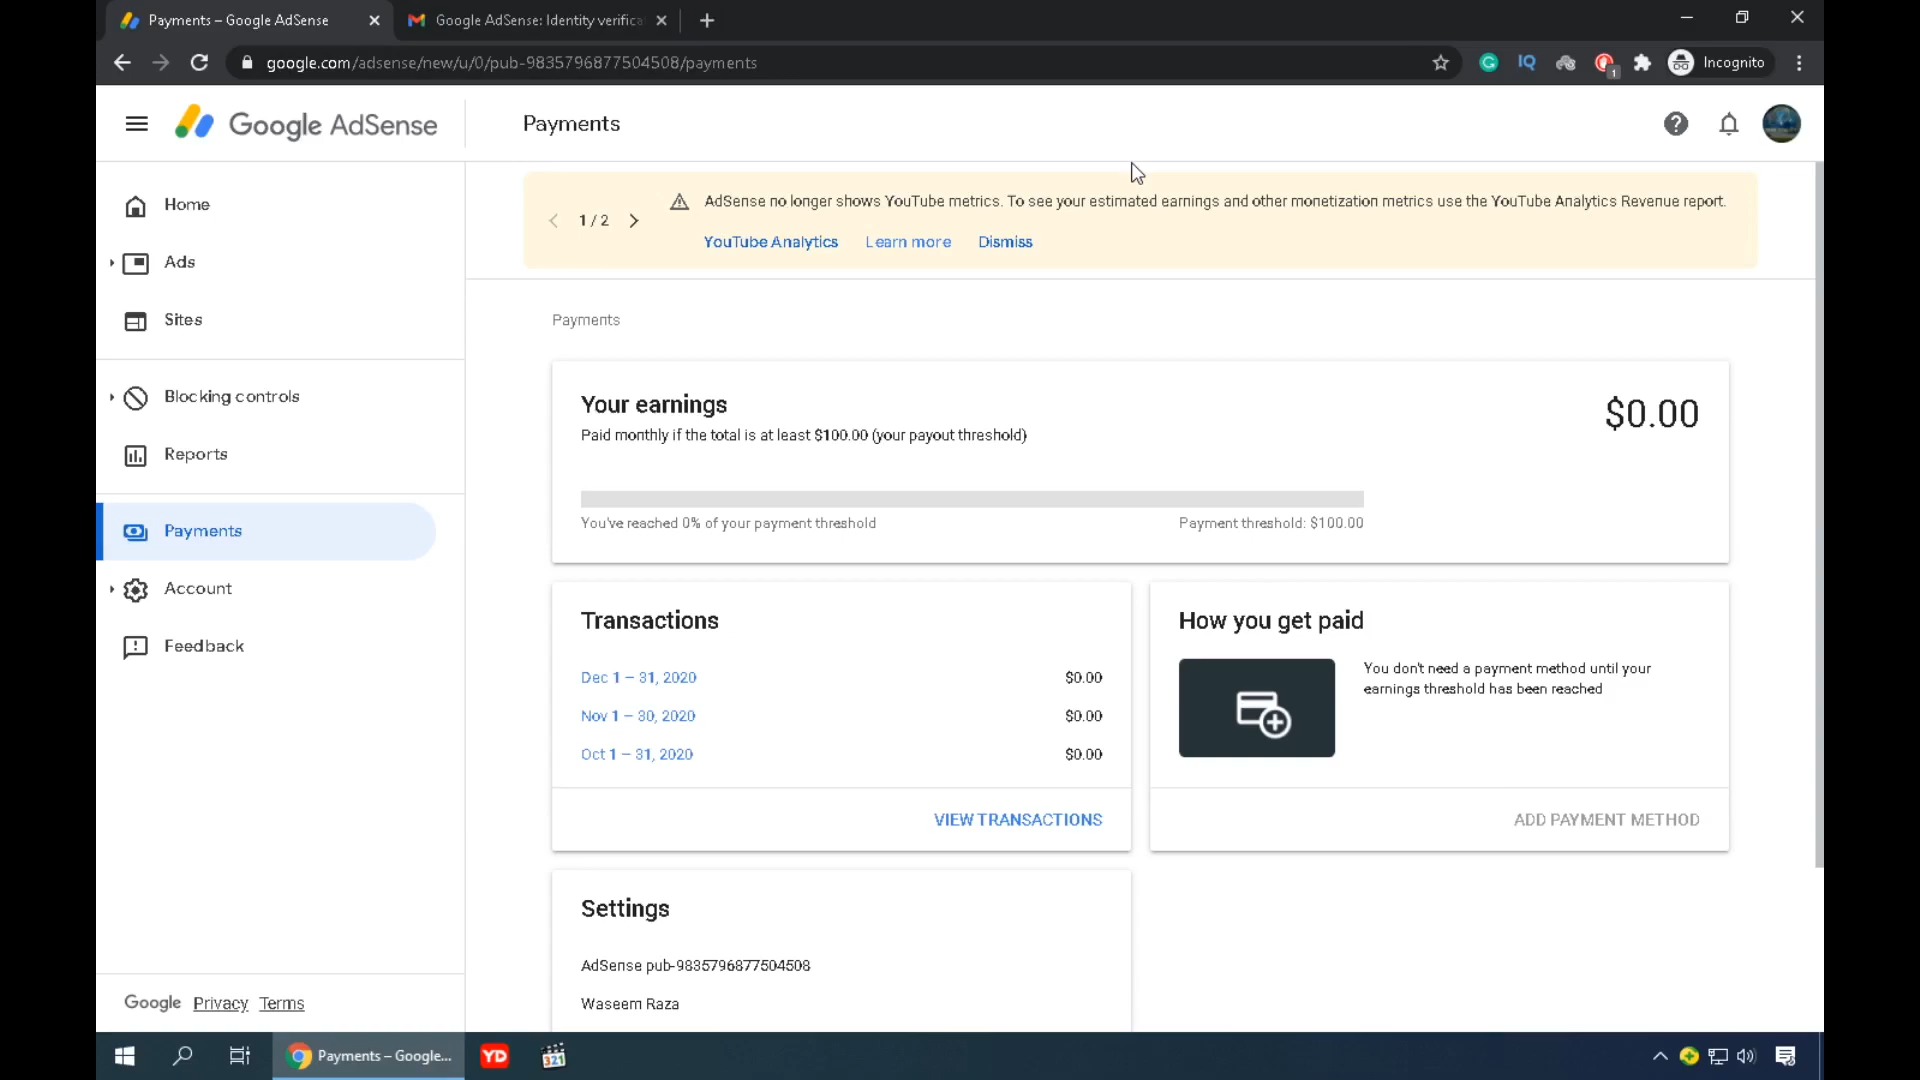 Payments – Google AdSense
Google AdSense: Identity verifica
google.com/adsense/new/u/0/pub-9835796877504508/payments
IQ
1
Incognito
Google AdSense
Payments
Home
Ads
Sites
Blocking controls
Reports
Payments
Account
Feedback
Google Privacy Terms
1 / 2
AdSense no longer shows YouTube metrics. To see your estimated earnings and other monetization metrics use the YouTube Analytics Revenue report.
YouTube Analytics Learn more Dismiss
Payments
Your earnings
$0.00
Paid monthly if the total is at least $100.00 (your payout threshold)
You've reached 0% of your payment threshold
Payment threshold: $100.00
Transactions
Dec 1 – 31, 2020 $0.00
Nov 1 – 30, 2020 $0.00
Oct 1 – 31, 2020 $0.00
VIEW TRANSACTIONS
How you get paid
You don't need a payment method until your
earnings threshold has been reached
ADD PAYMENT METHOD
Settings
AdSense pub-9835796877504508
Waseem Raza
Payments – Google...
YD
321